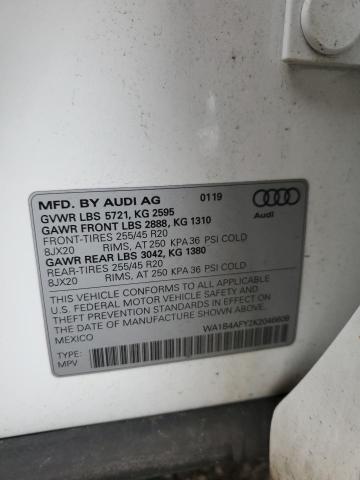 MFD. BY AUDI AG 0119
GVWR LBS 5721, KG 2595
GAWR FRONT LBS 2888, KG 1310
FRONT-TIRES 255/45 R20
8JX20 RIMS, AT 250 KPA 36 PSI COLD
GAWR REAR LBS 3042, KG 1380
REAR-TIRES 255/45 R20
8JX20 RIMS, AT 250 KPA 36 PSI COLD
Audi
THIS VEHICLE CONFORMS TO ALL APPLICABLE
U.S. FEDERAL MOTOR VEHICLE SAFETY AND
THEFT PREVENTION STANDARDS IN EFFECT ON
THE DATE OF MANUFACTURE SHOWN ABOVE.
MEXICO
TYPE:
MPV